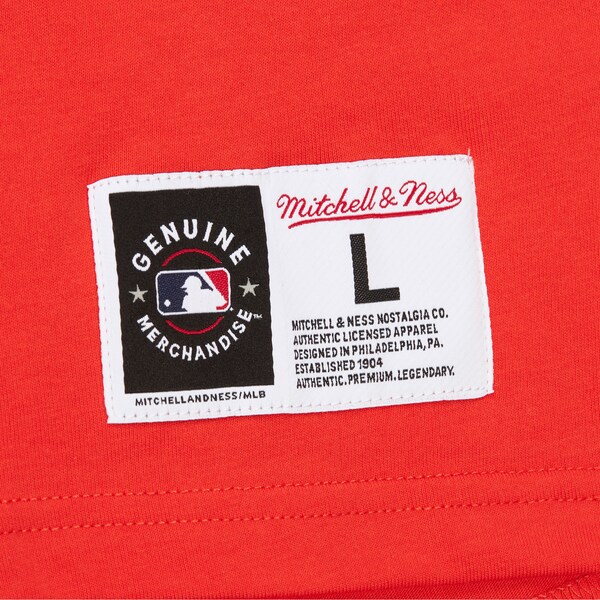 GENUINE
MERCHANDISE™
MITCHELLANDNESS/MLB
Mitchell & Ness
L
MITCHELL & NESS NOSTALGIA CO.
AUTHENTIC LICENSED APPAREL
DESIGNED IN PHILADELPHIA, PA.
ESTABLISHED 1904
AUTHENTIC.PREMIUM.LEGENDARY.